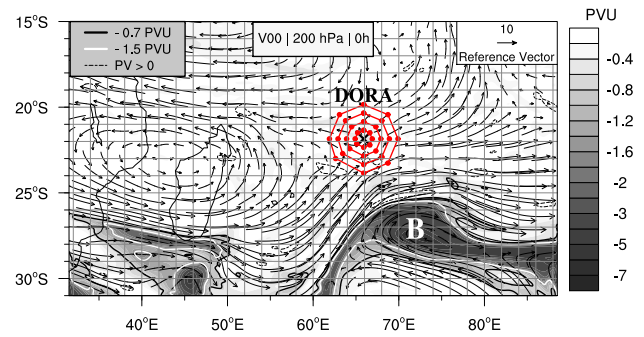 PVU
15°S
- 0.7 PVU
- 1.5 PVU
PV > 0
V00 | 200 hPa | 0h
10
Reference Vector
-0.4
-0.8
-1.2
-1.6
-2
-3
-5
-7
DORA
20°S
25°S
B
30°S
40°E
50°E
60°E
70°E
80°E